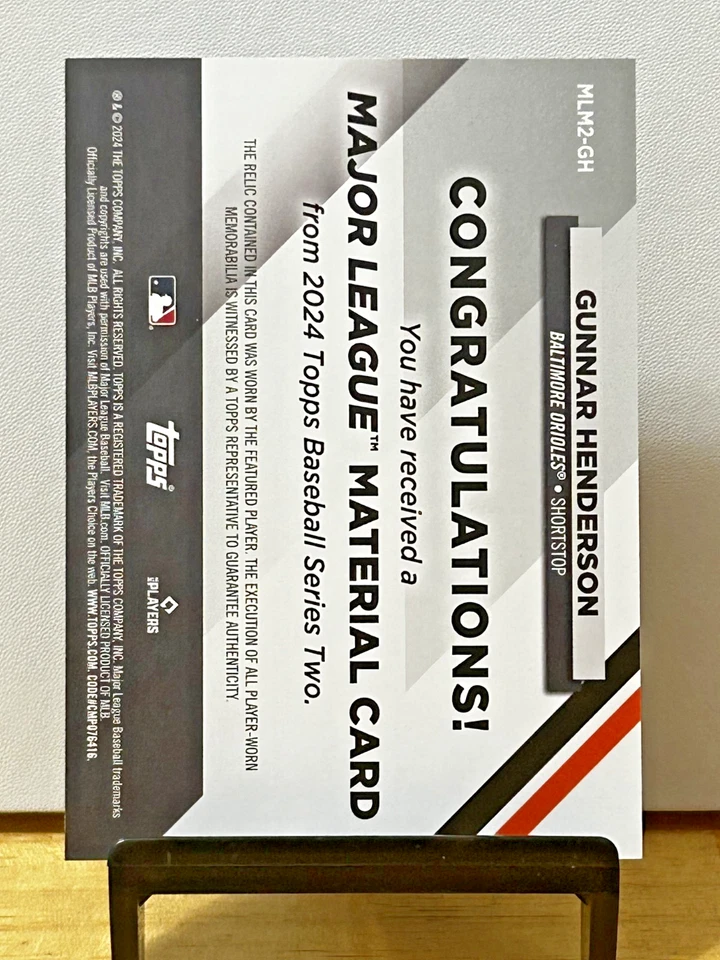 MLM2-GH
GUNNAR HENDERSON
BALTIMORE ORIOLES® • SHORTSTOP
CONGRATULATIONS!
You have received a
MAJOR LEAGUE™ MATERIAL CARD
from 2024 Topps Baseball Series Two.
THE RELIC CONTAINED IN THIS CARD WAS WORN BY THE FEATURED PLAYER. THE EXECUTION OF ALL PLAYER-WORN
MEMORABILIA IS WITNESSED BY A TOPPS REPRESENTATIVE TO GUARANTEE AUTHENTICITY.
topps®
MLBPLAYERS
® & © 2024 THE TOPPS COMPANY, INC. ALL RIGHTS RESERVED. TOPPS IS A REGISTERED TRADEMARK OF THE TOPPS COMPANY, INC. Major League Baseball trademarks
and copyrights are used with permission of Major League Baseball. Visit MLB.com. OFFICIALLY LICENSED PRODUCT OF MLB
Officially Licensed Product of MLB Players, Inc. Visit MLBPLAYERS.COM, the Players Choice on the web. WWW.TOPPS.COM. CODE#CMP076416.